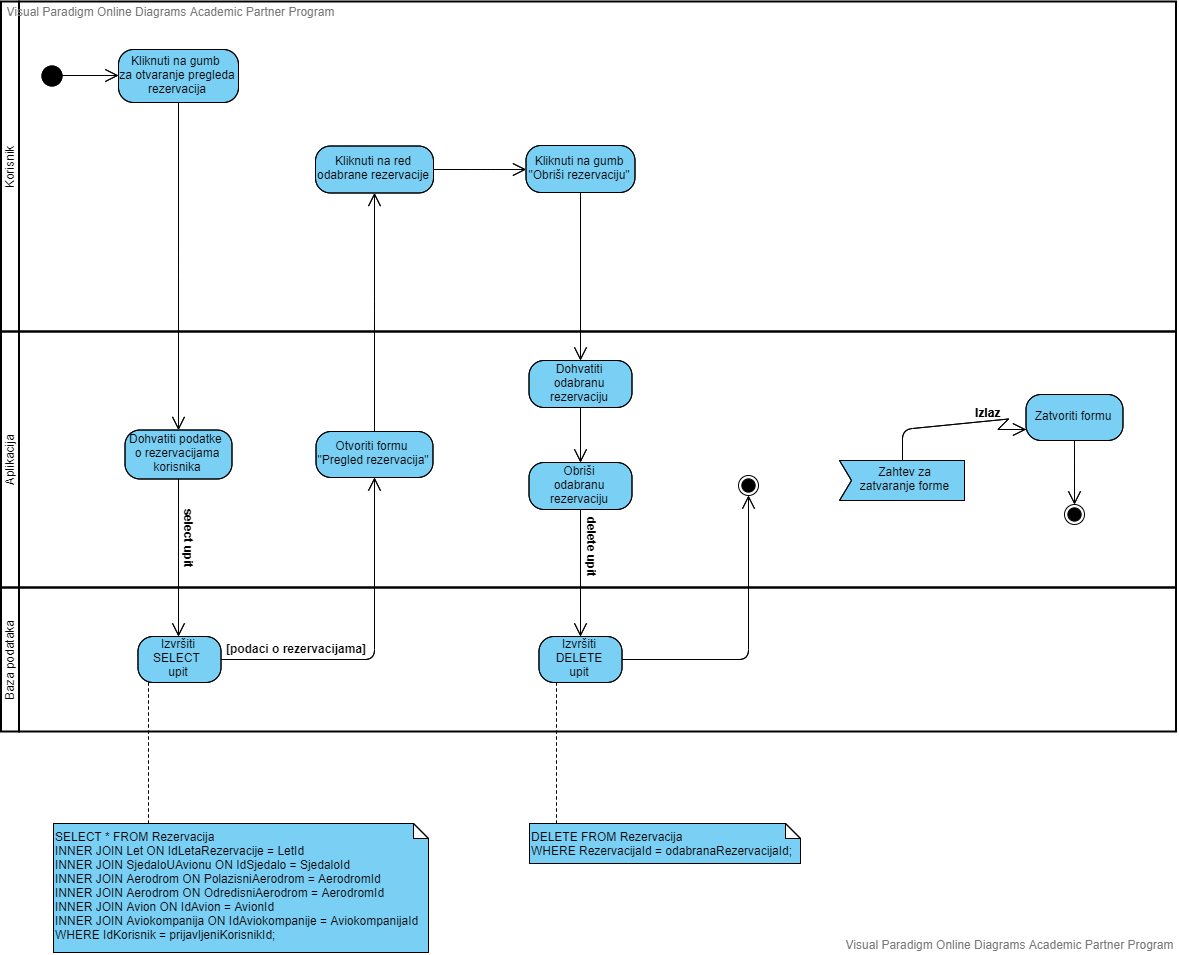 Visual Paradigm Online Diagrams Academic Partner Program
Korisnik
Kliknuti na gumb
za otvaranje pregleda
rezervacija
Kliknuti na red
odabrane rezervacije
Kliknuti na gumb
"Obriši rezervaciju"
Aplikacija
Dohvatiti podatke
o rezervacijama
korisnika
select upit
Otvoriti formu
"Pregled rezervacija"
Dohvatiti
odabranu
rezervaciju
Obriši
odabranu
rezervaciju
delete upit
Zahtev za
zatvaranje forme
Izlaz
Zatvoriti formu
Baza podataka
Izvršiti
SELECT
upit
[podaci o rezervacijama]
Izvršiti
DELETE
upit
SELECT * FROM Rezervacija
INNER JOIN Let ON IdLetaRezervacije = LetId
INNER JOIN SjedaloUAvionu ON IdSjedalo = SjedaloId
INNER JOIN Aerodrom ON PolazisniAerodrom = AerodromId
INNER JOIN Aerodrom ON OdredisniAerodrom = AerodromId
INNER JOIN Avion ON IdAvion = AvionId
INNER JOIN Aviokompanija ON IdAviokompanije = AviokompanijaId
WHERE IdKorisnik = prijavljeniKorisnikId;
DELETE FROM Rezervacija
WHERE RezervacijaId = odabranaRezervacijaId;
Visual Paradigm Online Diagrams Academic Partner Program